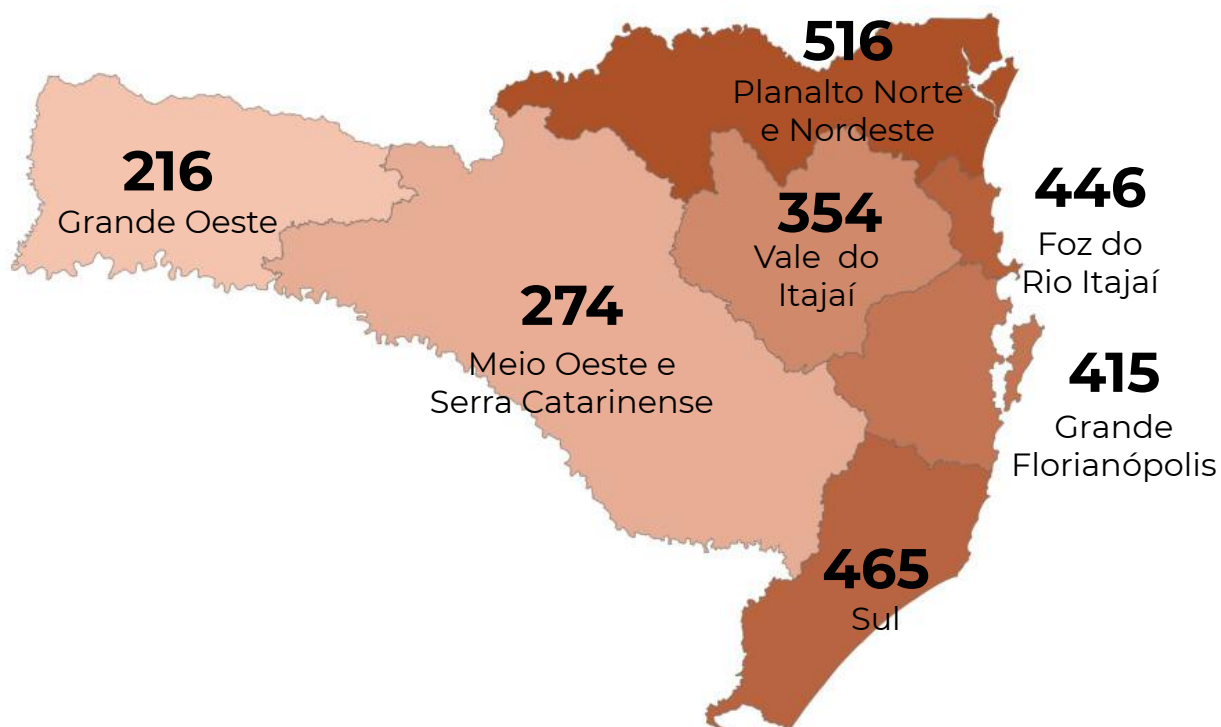 516
Planalto Norte
e Nordeste
216
Grande Oeste
446
Foz do
Rio Itajaí
354
Vale do
Itajaí
274
Meio Oeste e
Serra Catarinense
415
Grande
Florianópolis
465
Sul